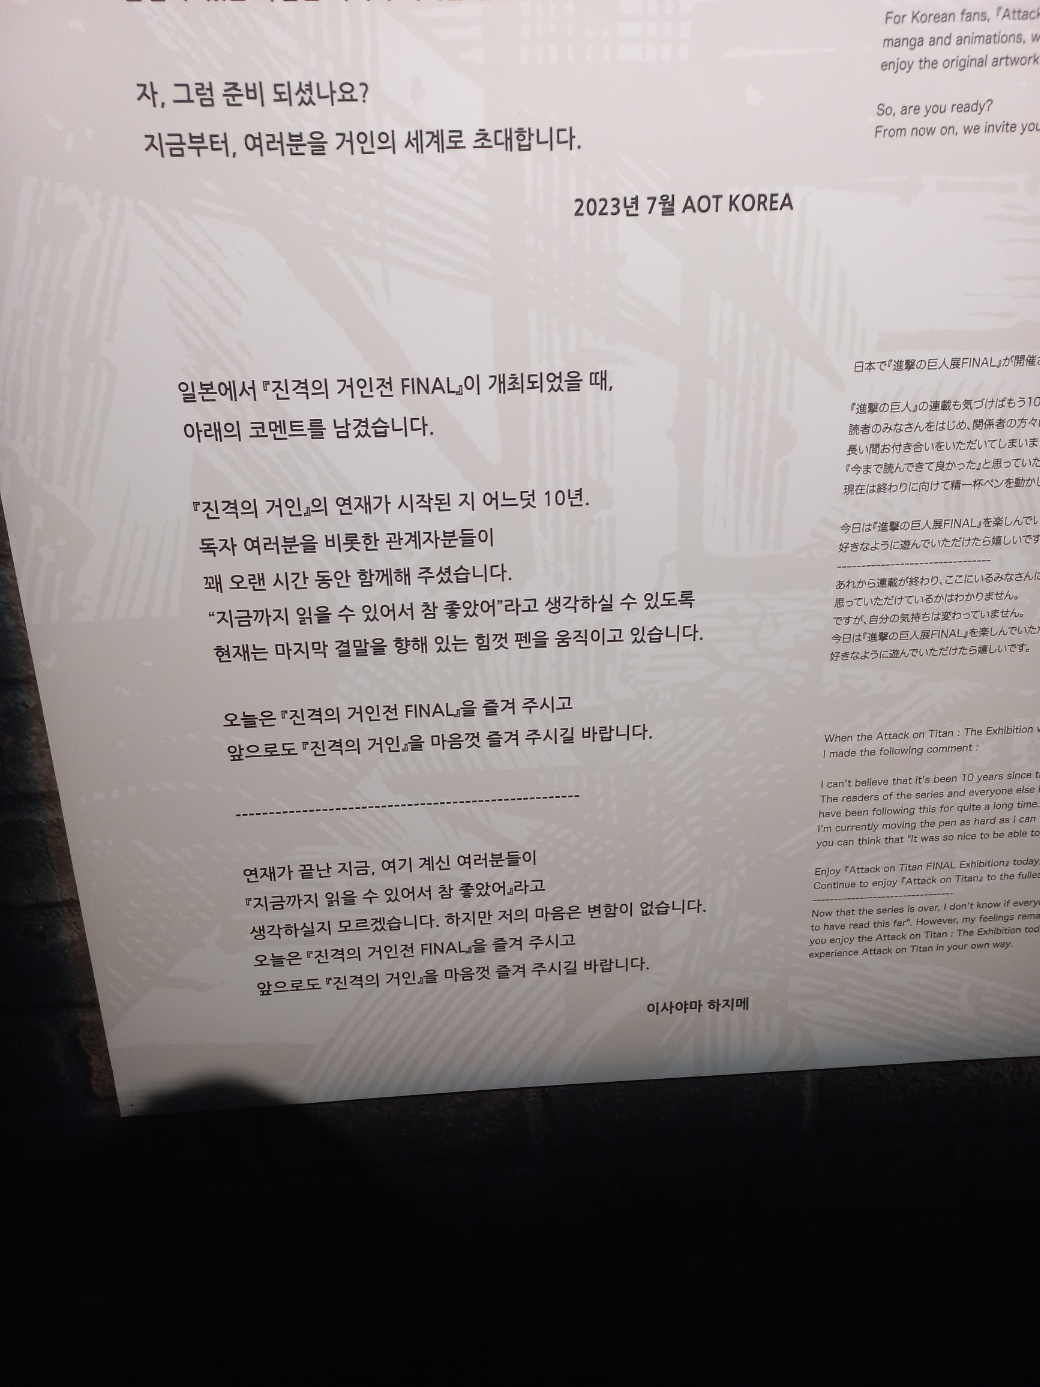 자, 그럼 준비 되셨나요?
지금부터, 여러분을 거인의 세계로 초대합니다.
2023년 7월 AOT KOREA
일본에서 『진격의 거인전 FINAL』이 개최되었을 때,
아래의 코멘트를 남겼습니다.
『진격의 거인』의 연재가 시작된 지 어느덧 10년.
독자 여러분을 비롯한 관계자분들이
꽤 오랜 시간 동안 함께해 주셨습니다.
“지금까지 읽을 수 있어서 참 좋았어”라고 생각하실 수 있도록
현재는 마지막 결말을 향해 있는 힘껏 펜을 움직이고 있습니다.
오늘은 『진격의 거인전 FINAL』을 즐겨 주시고
앞으로도 『진격의 거인』을 마음껏 즐겨 주시길 바랍니다.
연재가 끝난 지금, 여기 계신 여러분들이
『지금까지 읽을 수 있어서 참 좋았어』라고
생각하실지 모르겠습니다. 하지만 저의 마음은 변함이 없습니다.
오늘은 『진격의 거인전 FINAL』을 즐겨 주시고
앞으로도 『진격의 거인』을 마음껏 즐겨 주시길 바랍니다.
이사야마 하지메
For Korean fans, 『Attack
manga and animations, w
enjoy the original artwork
So, are you ready?
From now on, we invite you
日本で『進撃の巨人展FINAL』が開催さ
『進撃の巨人』の連載も気づけばもう10
読者のみなさんをはじめ、関係者の方々に
長い間お付き合いをいただいてしまいま
『今まで読んできて良かった』と思っていた
現在は終わりに向けて精一杯ペンを動かし
今日は『進撃の巨人展FINAL』を楽しんでい
好きなように遊んでいただけたら嬉しいです
あれから連載が終わり、ここにいるみなさんに
思っていただけているかはわかりません。
ですが、自分の気持ちは変わっていません。
今日は『進撃の巨人展FINAL』を楽しんでいた
好きなように遊んでいただけたら嬉しいです。
When the Attack on Titan : The Exhibition
I made the following comment :
I can't believe that it's been 10 years since
The readers of the series and everyone else
have been following this for quite a long time.
I'm currently moving the pen as hard as I can
you can think that "It was so nice to be able to
Enjoy 『Attack on Titan FINAL Exhibition』 today,
Continue to enjoy 『Attack on Titan』 to the fulles
Now that the series is over, I don't know if every
to have read this far". However, my feelings rema
you enjoy the Attack on Titan : The Exhibition tod
experience Attack on Titan in your own way.